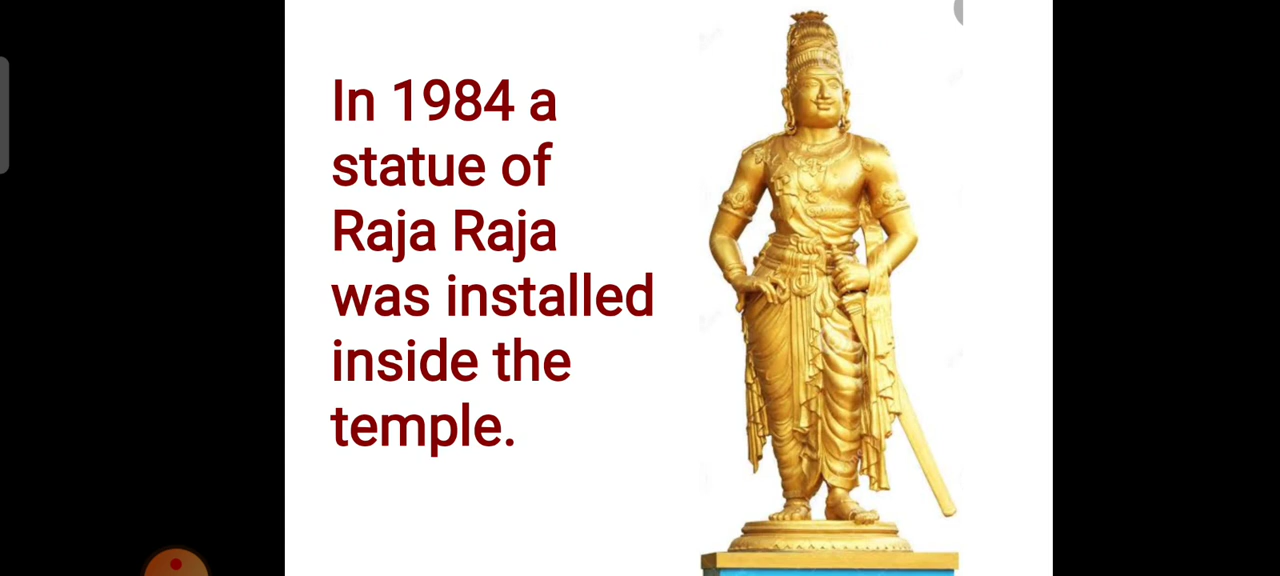 In 1984 a
statue of
Raja Raja
was installed
inside the
temple.